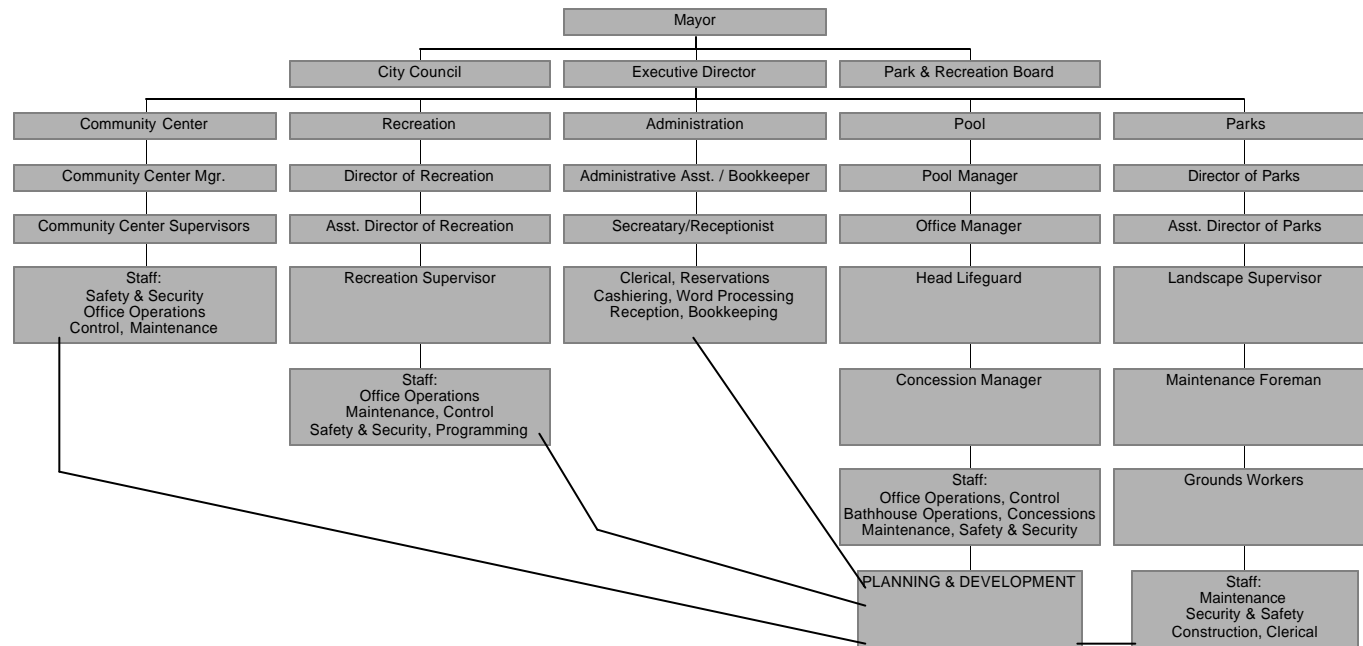 Mayor
City Council
Executive Director
Park & Recreation Board
Community Center
Recreation
Administration
Pool
Parks
Community Center Mgr.
Director of Recreation
Administrative Asst. / Bookkeeper
Pool Manager
Director of Parks
Community Center Supervisors
Asst. Director of Recreation
Secreatary/Receptionist
Office Manager
Asst. Director of Parks
Staff:
Safety & Security
Office Operations
Control, Maintenance
Recreation Supervisor
Clerical, Reservations
Cashiering, Word Processing
Reception, Bookkeeping
Head Lifeguard
Landscape Supervisor
Staff:
Office Operations
Maintenance, Control
Safety & Security, Programming
Concession Manager
Maintenance Foreman
Staff:
Office Operations, Control
Bathhouse Operations, Concessions
Maintenance, Safety & Security
Grounds Workers
PLANNING & DEVELOPMENT
Staff:
Maintenance
Security & Safety
Construction, Clerical